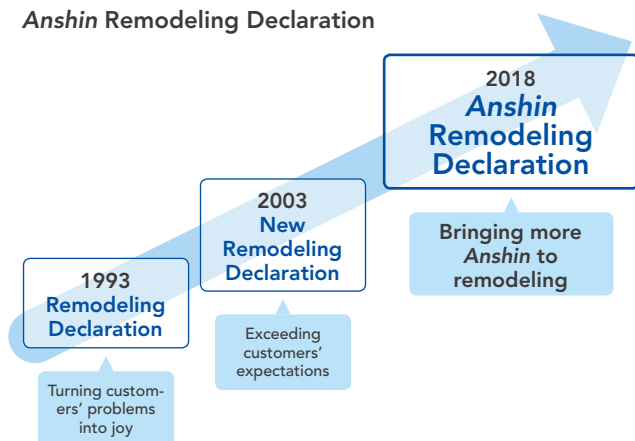 Anshin Remodeling Declaration
1993
Remodeling
Declaration
Turning custom-
ers’ problems
into joy
2003
New
Remodeling
Declaration
Exceeding
customers’
expectations
2018
Anshin
Remodeling
Declaration
Bringing more
Anshin to
remodeling